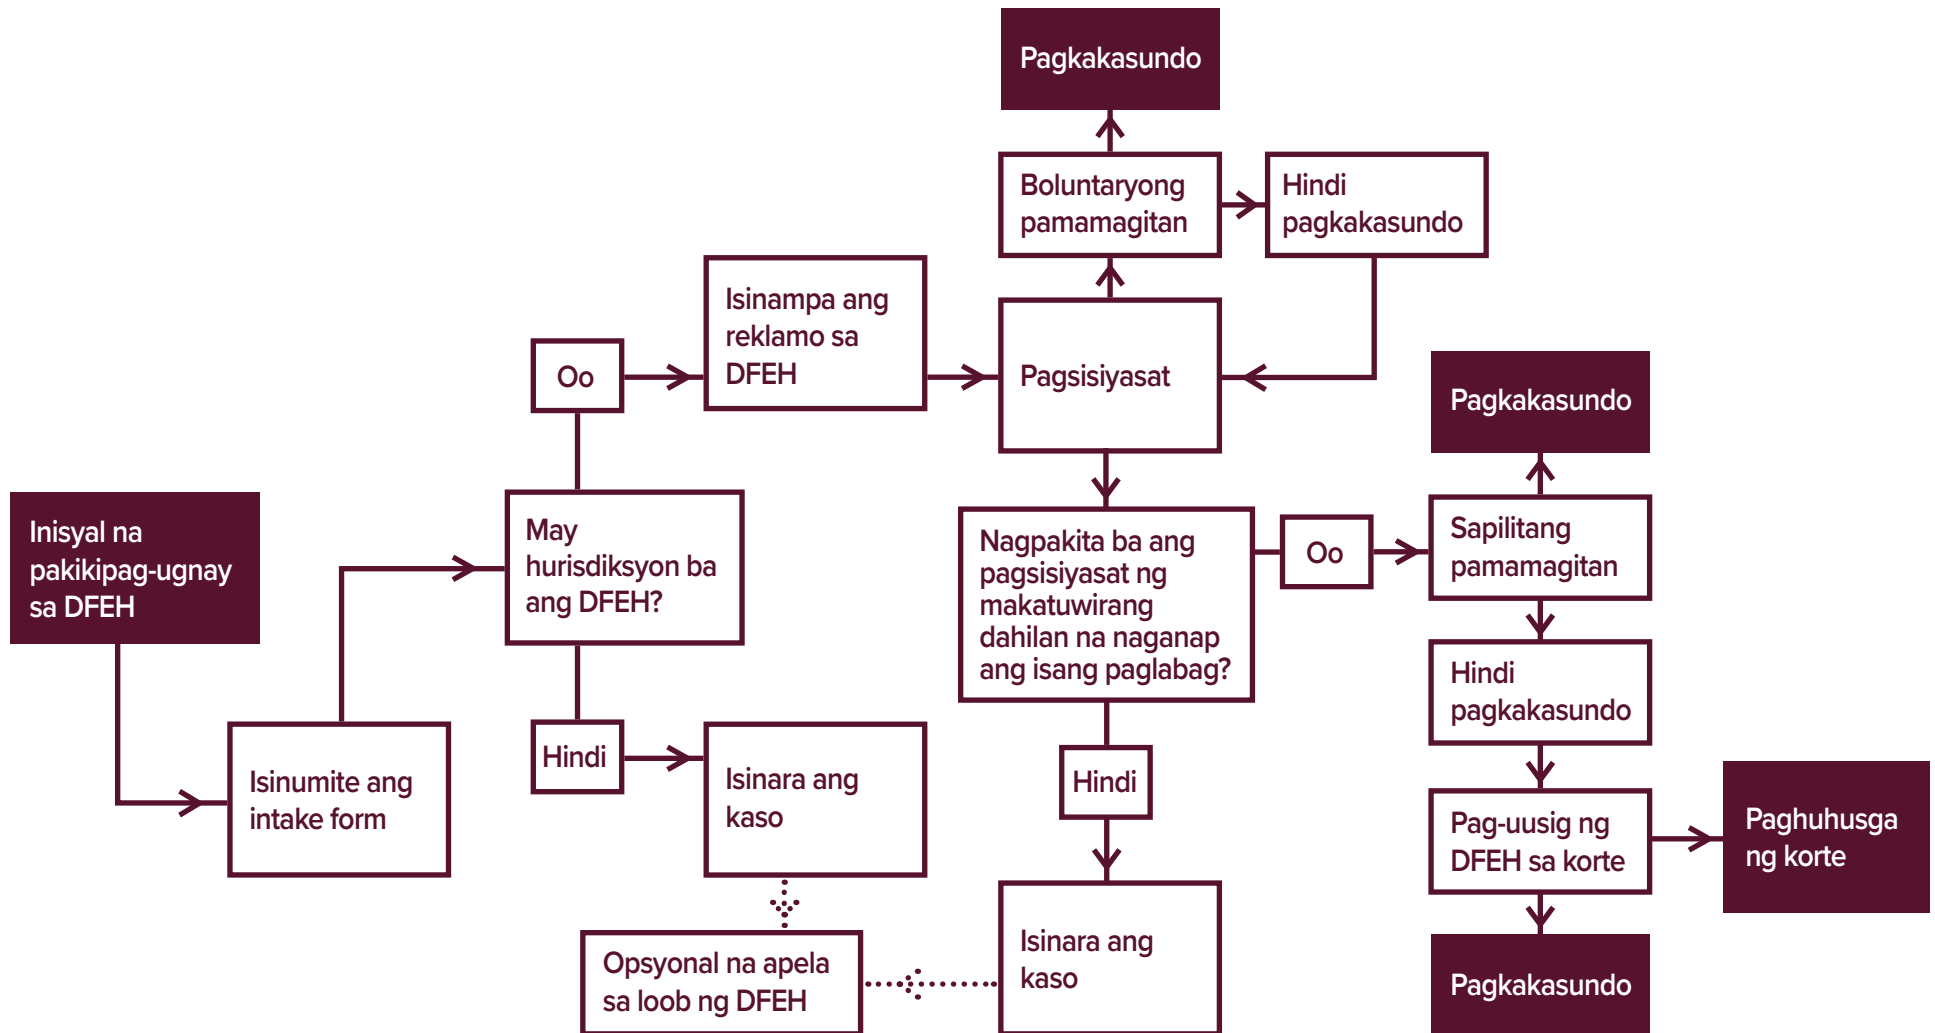 Pagkakasundo
Boluntaryong
pamamagitan
Hindi
pagkakasundo
Isinampa ang
reklamo sa
DFEH
Oo
Pagsisiyasat
Pagkakasundo
Inisyal na
pakikipag-ugnay
sa DFEH
May
hurisdiksyon ba
ang DFEH?
Nagpakita ba ang
pagsisiyasat ng
makatuwirang
dahilan na naganap
ang isang paglabag?
Oo
Sapilitang
pamamagitan
Hindi
pagkakasundo
Isinumite ang
intake form
Hindi
Isinara ang
kaso
Hindi
Pag-uusig ng
DFEH sa korte
Paghuhusga
ng korte
Opsyonal na apela
sa loob ng DFEH
Isinara ang
kaso
Pagkakasundo